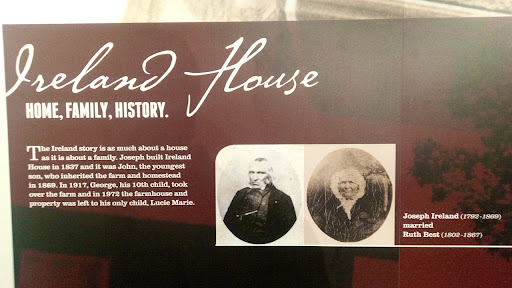 Ireland House
HOME, FAMILY, HISTORY.
The Ireland story is as much about a house
as it is about a family. Joseph built Ireland
House in 1837 and it was John, the youngest
son, who inherited the farm and homestead
in 1869. In 1917, George, his 10th child, took
over the farm and in 1972 the farmhouse and
property was left to his only child, Lucie Marie.
Joseph Ireland (1792-1869)
married
Ruth Best (1802-1867)